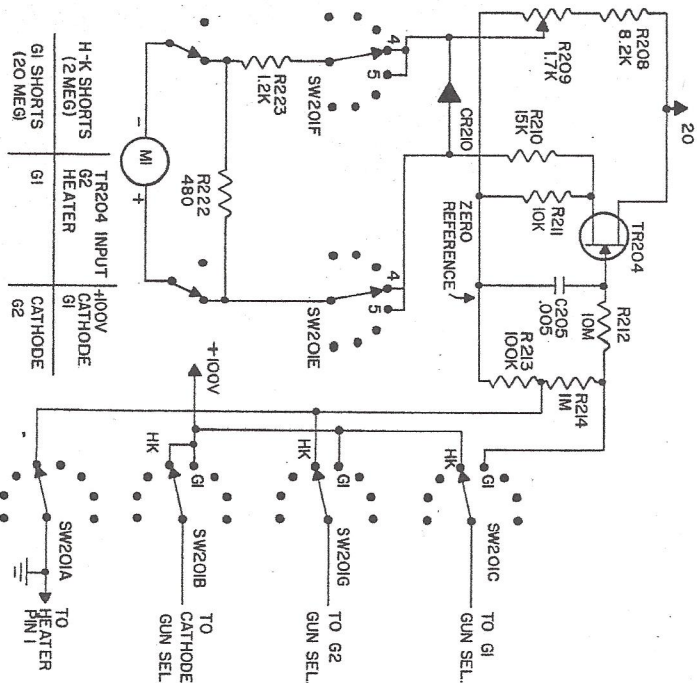 20
R208
8.2K
R209
1.7K
TR204
R212
10M
R214
1M
G1
HK
SW201C
TO G1
GUN SEL.
R210
15K
R211
10K
C205
.005
R213
100K
ZERO
REFERENCE
CR210
4
5
SW201F
4
5
SW201E
G1
HK
SW201G
TO G2
GUN SEL.
R223
1.2K
R222
480
+100V
G1
HK
SW201B
TO
CATHODE
GUN SEL
- M1 +
SW201A
TO
HEATER
PIN 1
TR204 INPUT +100V
H-K SHORTS G2 CATHODE
(2 MEG) HEATER G1
G1 SHORTS G1 CATHODE
(20 MEG) G2